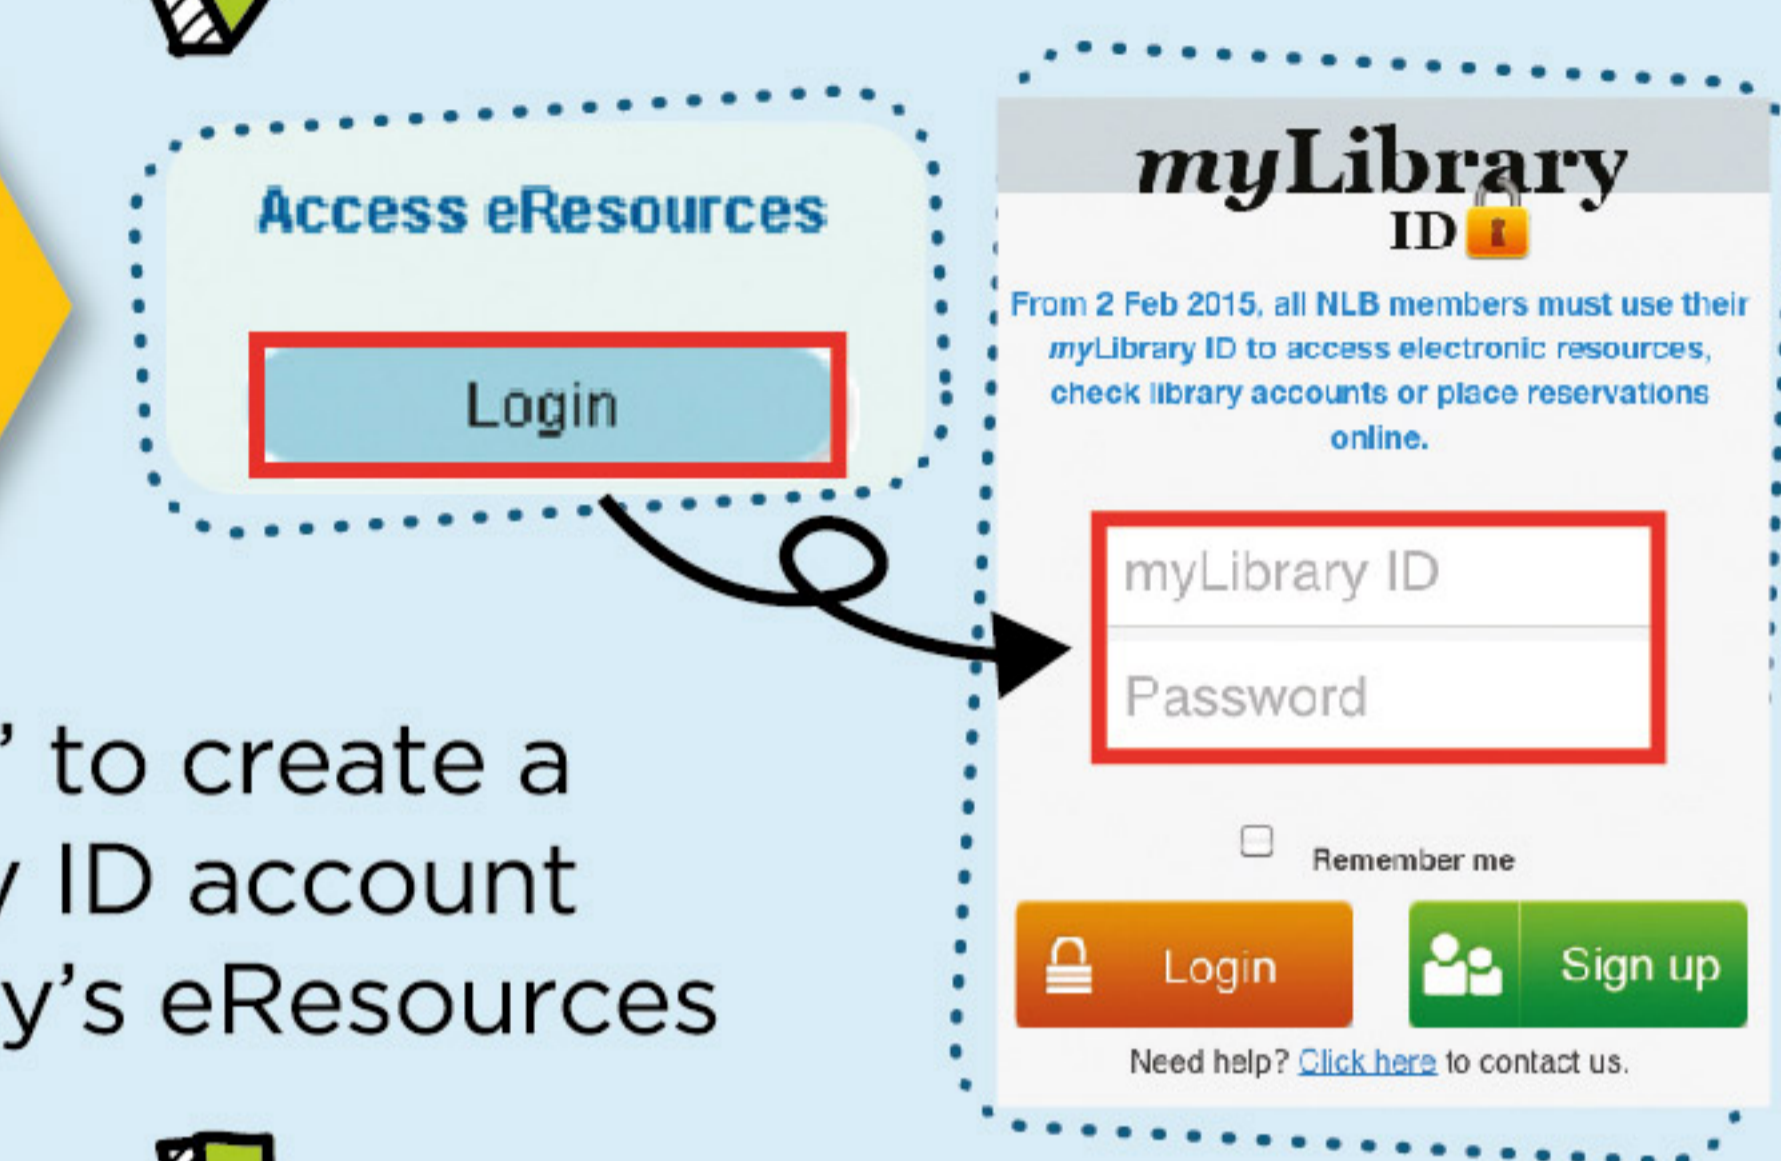 Access eResources
Login
’ to create a
ID account
y’s eResources
myLibrary
ID
From 2 Feb 2015, all NLB members must use their
myLibrary ID to access electronic resources,
check library accounts or place reservations
online.
myLibrary ID
Password
Remember me
Login
Sign up
Need help? Click here to contact us.